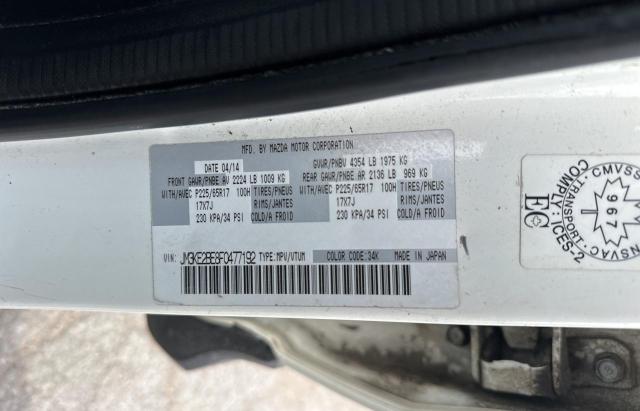 MFD. BY MAZDA MOTOR CORPORATION
DATE 04/14 GVWR/PNBV 4354 LB 1975 KG
FRONT GAWR/PNBE AV 2224 LB 1009 KG REAR GAWR/PNBE AR 2136 LB 969 KG
WITH/AVEC P225/65R17 100H TIRES/PNEUS WITH/AVEC P225/65R17 100H TIRES/PNEUS
17X7J RIMS/JANTES 17X7J RIMS/JANTES
230 KPA/34 PSI COLD/A FROID 230 KPA/34 PSI COLD/A FROID
VIN: JM3KE2BE8F0477192 TYPE:MPV/VTUM COLOR CODE:34K MADE IN JAPAN
EC
COMPLY: ICES-2
TRANSPORT
CMVSS
NSVAC
967